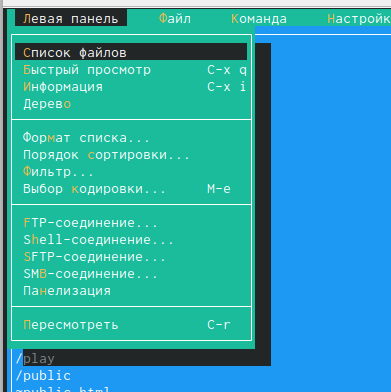 Левая панель Файл Команда Настройк
Список файлов
Быстрый просмотр C-x q
Информация C-x i
Дерево
Формат списка...
Порядок сортировки...
Фильтр...
Выбор кодировки... M-e
FTP-соединение...
Shell-соединение...
SFTP-соединение...
SMB-соединение...
Панелизация
Пересмотреть C-r
/play
/public